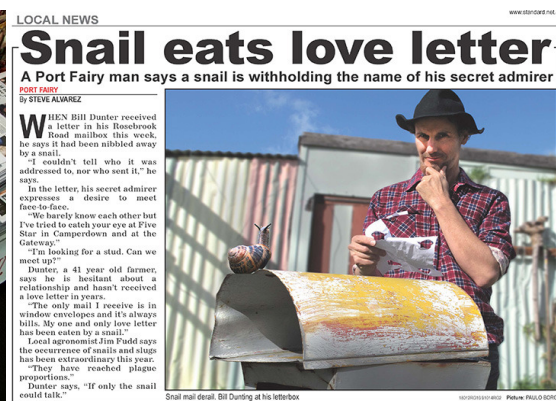 www.standard.net.
LOCAL NEWS
Snail eats love letter
A Port Fairy man says a snail is withholding the name of his secret admirer
PORT FAIRY
By STEVE ALVAREZ
WHEN Bill Dunter received
a letter in his Rosebrook
Road mailbox this week,
he says it had been nibbled away
by a snail.
“I couldn't tell who it was
addressed to, nor who sent it,” he
says.
In the letter, his secret admirer
expresses a desire to meet
face-to-face.
“We barely know each other but
I've tried to catch your eye at Five
Star in Camperdown and at the
Gateway.”
“I'm looking for a stud. Can we
meet up?”
Dunter, a 41 year old farmer,
says he is hesitant about a
relationship and hasn't received
a love letter in years.
“The only mail I receive is in
window envelopes and it's always
bills. My one and only love letter
has been eaten by a snail.”
Local agronomist Jim Fudd says
the occurrence of snails and slugs
has been extraordinary this year.
“They have reached plague
proportions.”
Dunter says, “If only the snail
could talk.”
Snail mail derail. Bill Dunting at his letterbox
Picture: PAULO